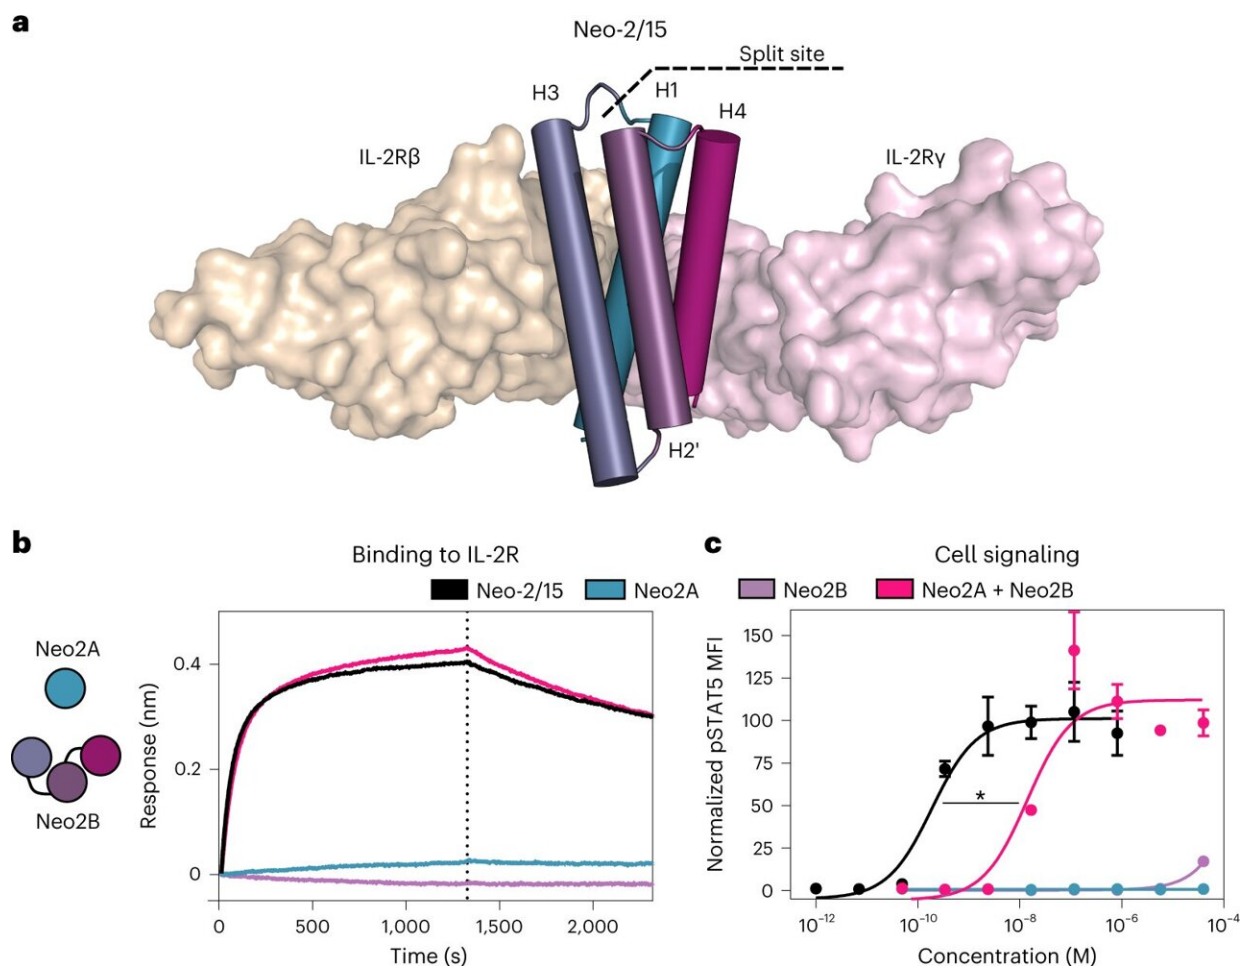 a
Neo-2/15
Split site
H3
H1
H4
IL-2Rβ
IL-2Rγ
H2'
b
Binding to IL-2R
c
Cell signaling
Neo-2/15
Neo2A
Neo2B
Neo2A + Neo2B
Neo2A
Neo2B
Response (nm)
0.4
0.2
0
0
500
1,000
1,500
2,000
Time (s)
Normalized pSTAT5 MFI
150
125
100
75
50
25
0
*
10⁻¹²
10⁻¹⁰
10⁻⁸
10⁻⁶
10⁻⁴
Concentration (M)